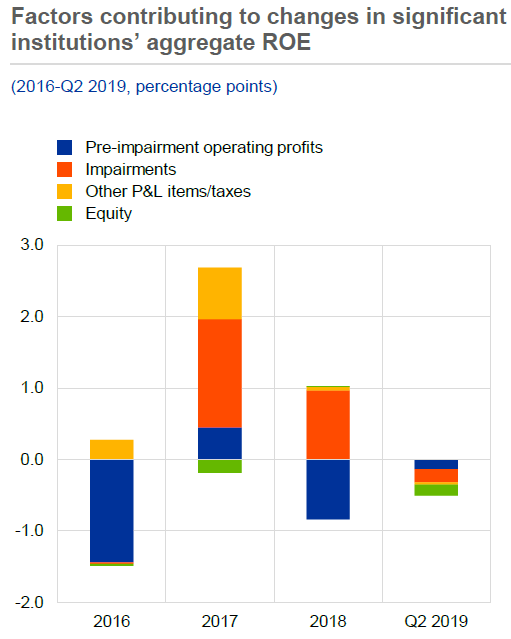 Factors contributing to changes in significant
institutions’ aggregate ROE
(2016-Q2 2019, percentage points)
Pre-impairment operating profits
Impairments
Other P&L items/taxes
Equity
3.0
2.0
1.0
0.0
-1.0
-2.0
2016 2017 2018 Q2 2019